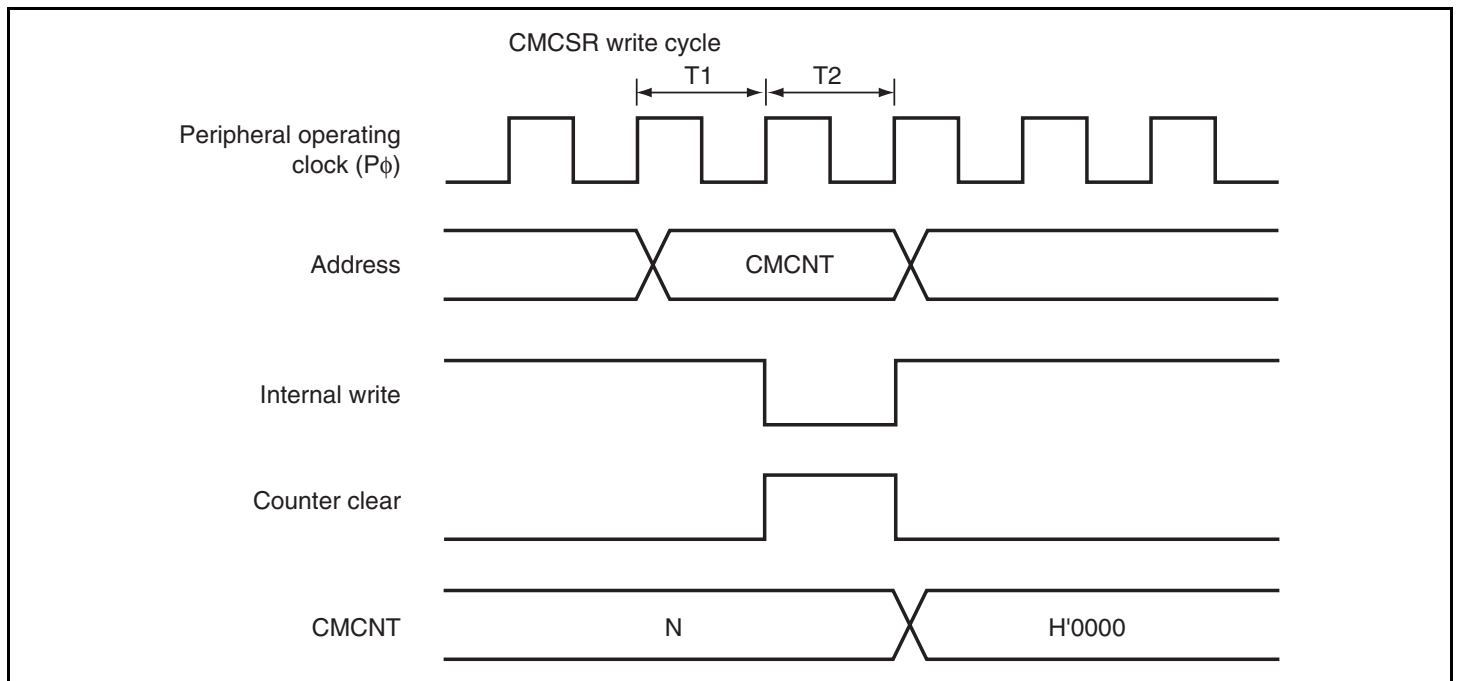 CMCSR write cycle
T1
T2
Peripheral operating
clock (Pϕ)
Address
CMCNT
Internal write
Counter clear
CMCNT
N
H'0000